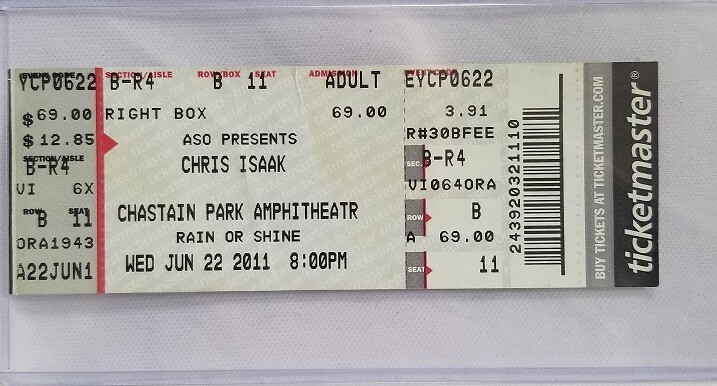 EVENT CODE SECTION/AISLE ROW/BOX SEAT ADMISSION EVENT CODE
YCP0622 B-R4 B 11 ADULT EYCP0622
$69.00 RIGHT BOX 69.00 3.91
$12.85 ASO PRESENTS R#30BFEE
SECTION/AISLE
B-R4 CHRIS ISAAK SEC. B-R4
VI 6X VI064ORA
ROW SEAT
B 11 CHASTAIN PARK AMPHITHEATR ROW B
ORA1943 RAIN OR SHINE A 69.00
A22JUN1 WED JUN 22 2011 8:00PM SEAT 11
243920321110
BUY TICKETS AT TICKETMASTER.COM
ticketmaster®